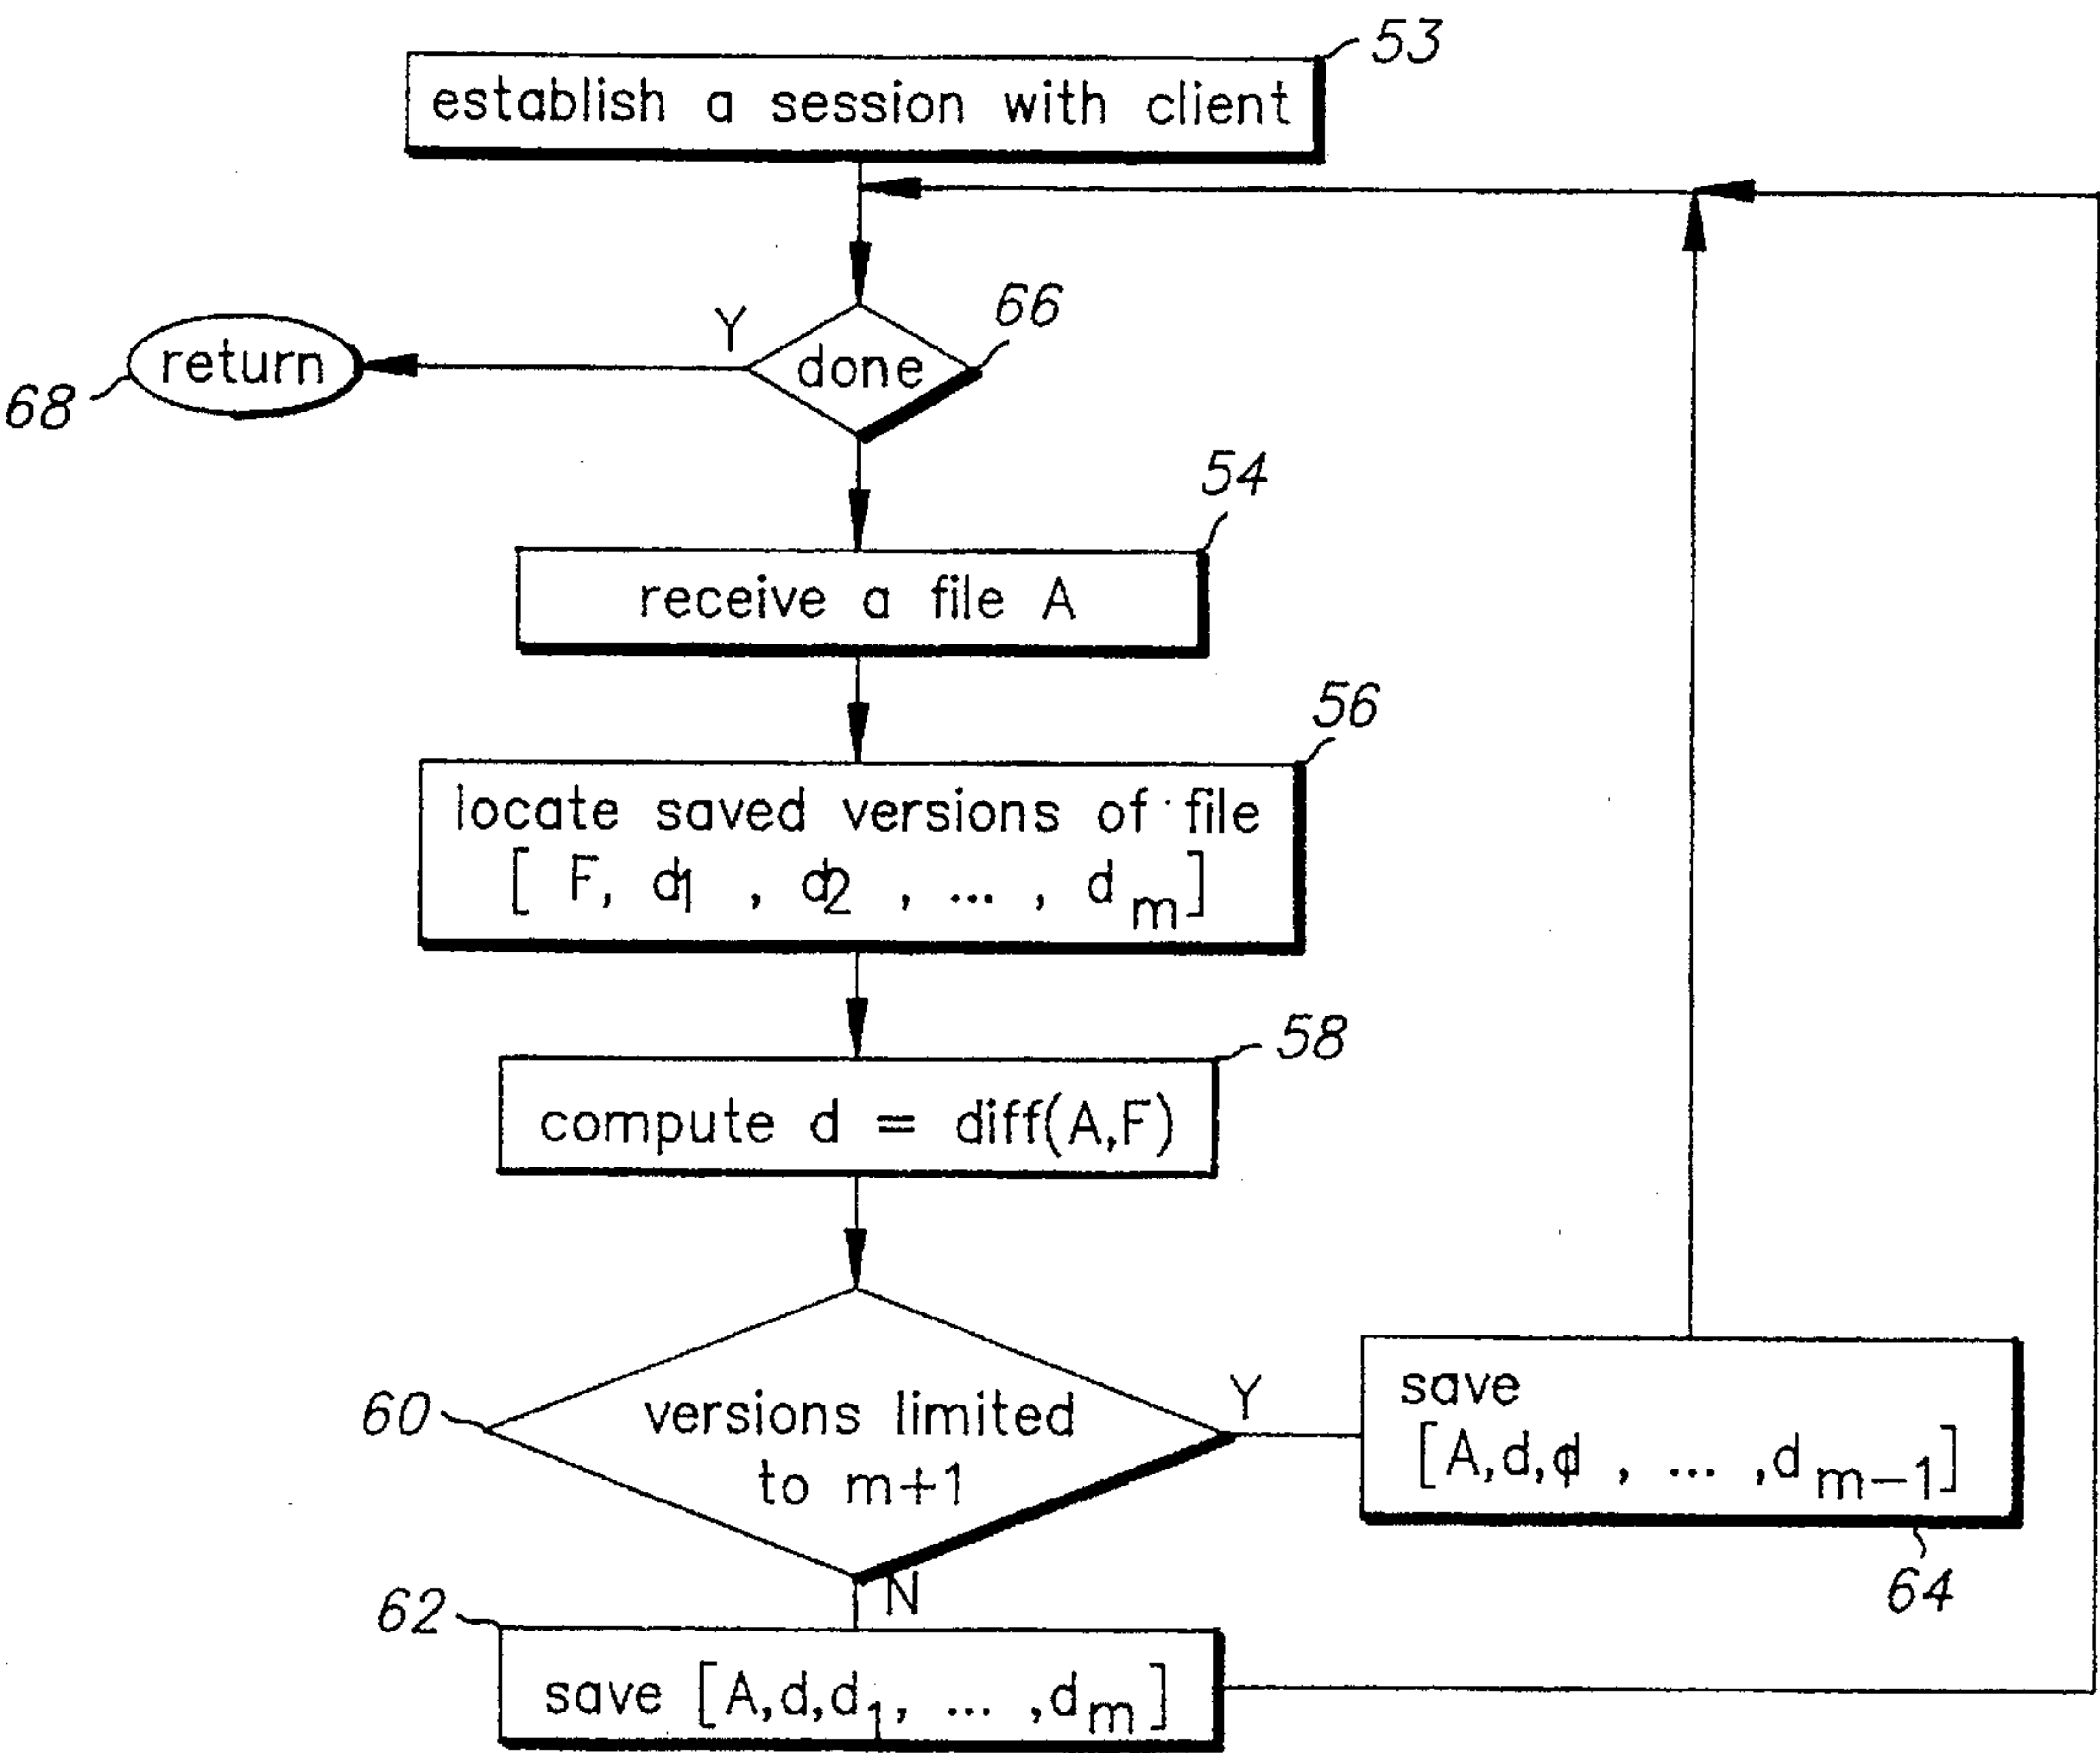 53
establish a session with client
Y
66
done
return
68
54
receive a file A
56
locate saved versions of file
[ F, d1 , d2 , ... , dm]
58
compute d = diff(A,F)
60
versions limited
to m+1
Y
save
[A,d,d , ... ,dm-1]
64
N
62
save [A,d,d1, ... ,dm]